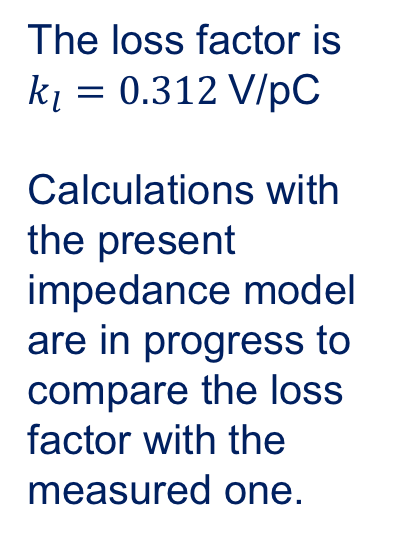 The loss factor is
k_l = 0.312 V/pC
Calculations with
the present
impedance model
are in progress to
compare the loss
factor with the
measured one.